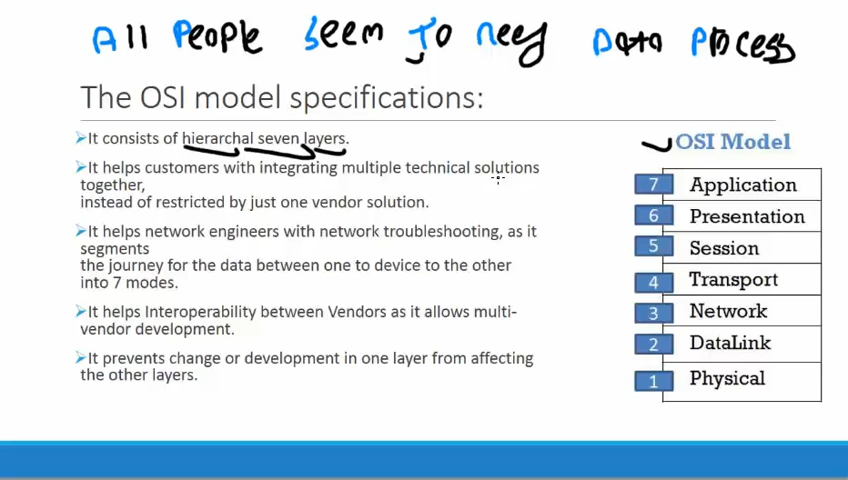 All People Seem To Need Data Process
The OSI model specifications:
It consists of hierarchal seven layers.
It helps customers with integrating multiple technical solutions
together,
instead of restricted by just one vendor solution.
It helps network engineers with network troubleshooting, as it
segments
the journey for the data between one to device to the other
into 7 modes.
It helps Interoperability between Vendors as it allows multi-
vendor development.
It prevents change or development in one layer from affecting
the other layers.
OSI Model
7 Application
6 Presentation
5 Session
4 Transport
3 Network
2 DataLink
1 Physical